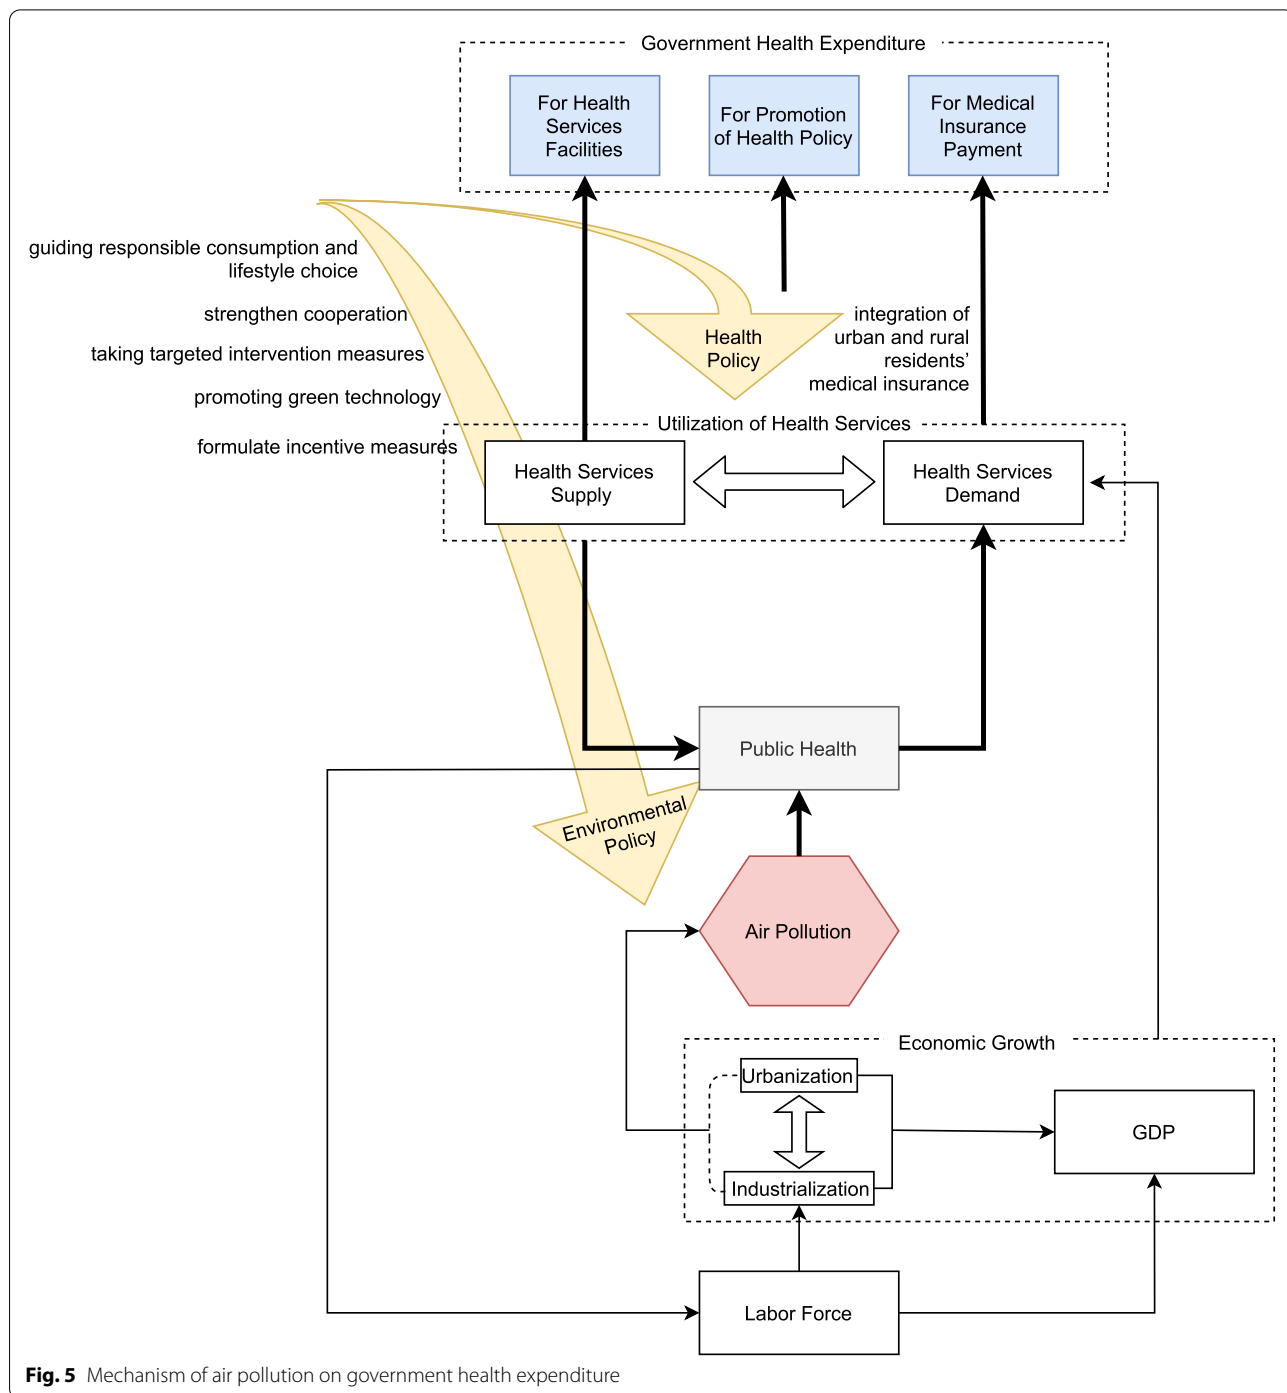 Government Health Expenditure
For Health
Services
Facilities
For Promotion
of Health Policy
For Medical
Insurance
Payment
guiding responsible consumption and
lifestyle choice
strengthen cooperation
taking targeted intervention measures
promoting green technology
formulate incentive measures
Health
Policy
integration of
urban and rural
residents’
medical insurance
Utilization of Health Services
Health Services
Supply
Health Services
Demand
Public Health
Environmental
Policy
Air Pollution
Economic Growth
Urbanization
GDP
Industrialization
Labor Force
Fig. 5 Mechanism of air pollution on government health expenditure